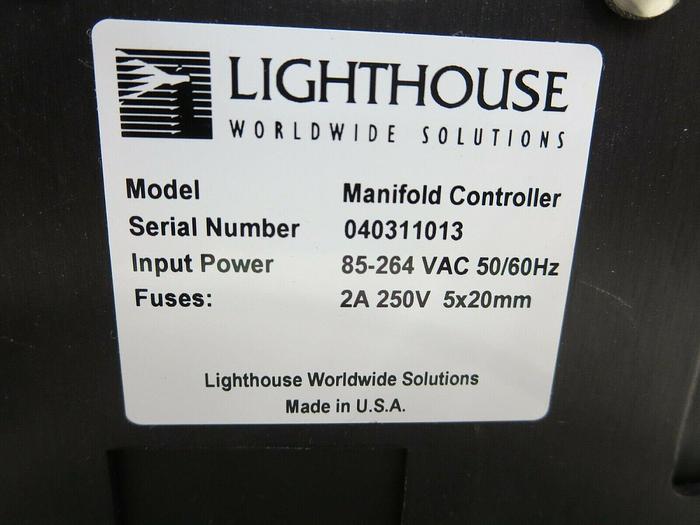 LIGHTHOUSE
WORLDWIDE SOLUTIONS
Model Manifold Controller
Serial Number 040311013
Input Power 85-264 VAC 50/60Hz
Fuses: 2A 250V 5x20mm
Lighthouse Worldwide Solutions
Made in U.S.A.